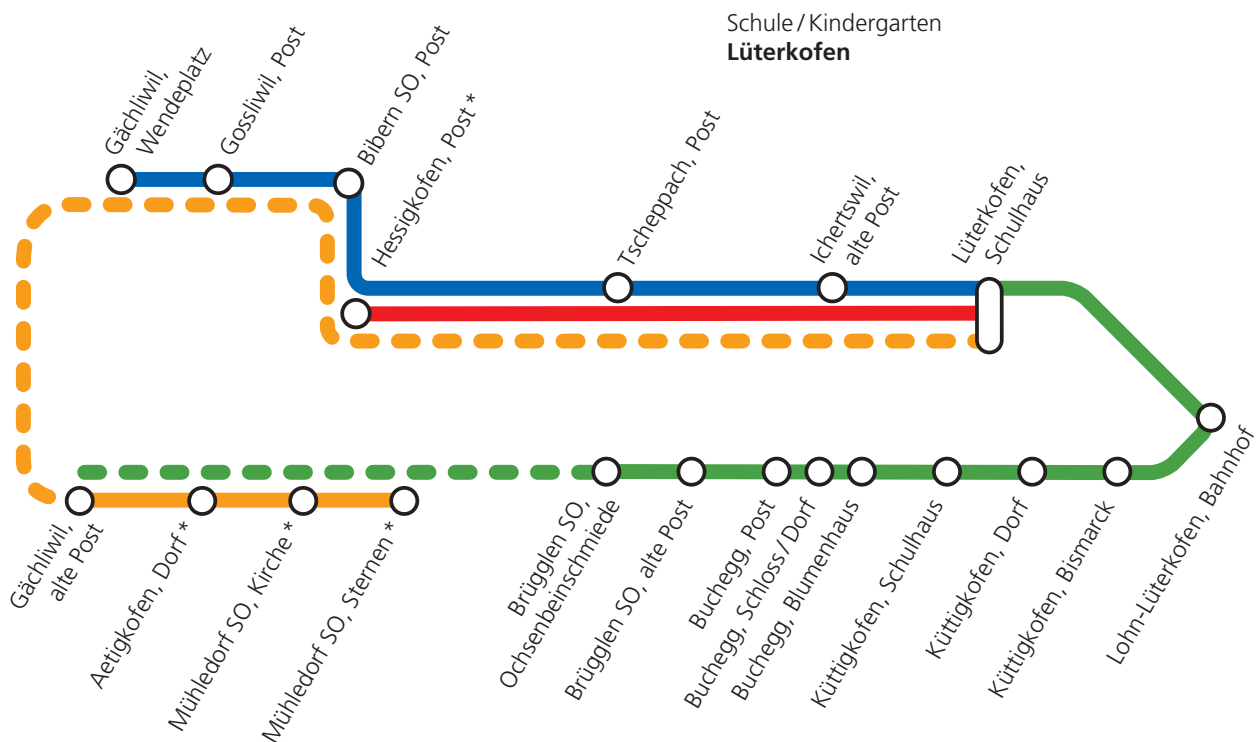 Schule / Kindergarten
Lüterkofen
Gächliwil,
Wendeplatz
Gossliwil, Post
Bibern SO, Post
Hessigkofen, Post *
Tscheppach, Post
Ichertswil,
alte Post
Lüterkofen,
Schulhaus
Gächliwil,
alte Post
Aetigkofen, Dorf *
Mühledorf SO, Kirche *
Mühledorf SO, Sternen *
Brügglen SO,
Ochsenbeinschmiede
Brügglen SO, alte Post
Buchegg, Post
Buchegg, Schloss / Dorf
Buchegg, Blumenhaus
Küttigkofen, Schulhaus
Küttigkofen, Dorf
Küttigkofen, Bismarck
Lohn-Lüterkofen, Bahnhof